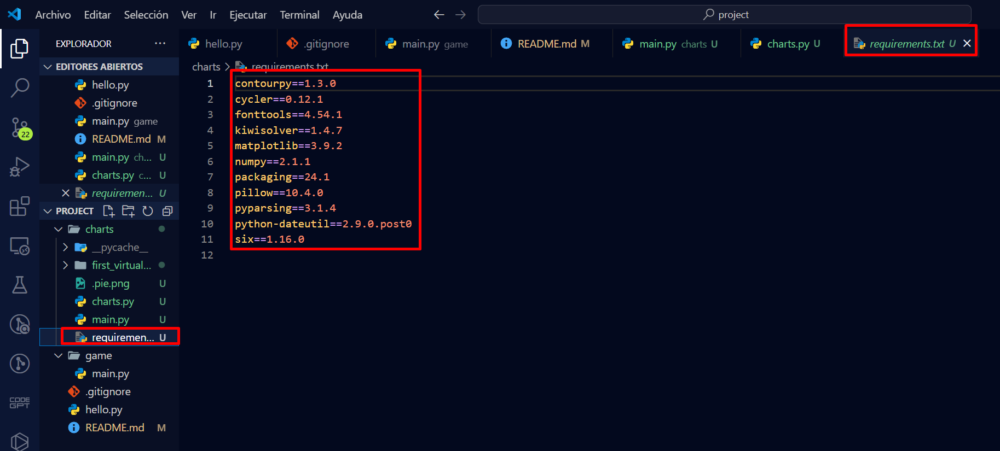 Archivo Editar Selección Ver Ir Ejecutar Terminal Ayuda project
EXPLORADOR ...
hello.py .gitignore main.py game README.md M main.py charts U charts.py U requirements.txt U
EDITORES ABIERTOS
hello.py
.gitignore
main.py game
README.md M
main.py ch... U
charts.py c... U
requiremen... U
PROJECT
charts
__pycache__
first_virtual...
.pie.png U
charts.py U
main.py U
requiremen... U
game
main.py
.gitignore
hello.py
README.md M
22
CODE
GPT
charts > requirements.txt
1 contourpy==1.3.0
2 cycler==0.12.1
3 fonttools==4.54.1
4 kiwisolver==1.4.7
5 matplotlib==3.9.2
6 numpy==2.1.1
7 packaging==24.1
8 pillow==10.4.0
9 pyparsing==3.1.4
10 python-dateutil==2.9.0.post0
11 six==1.16.0
12